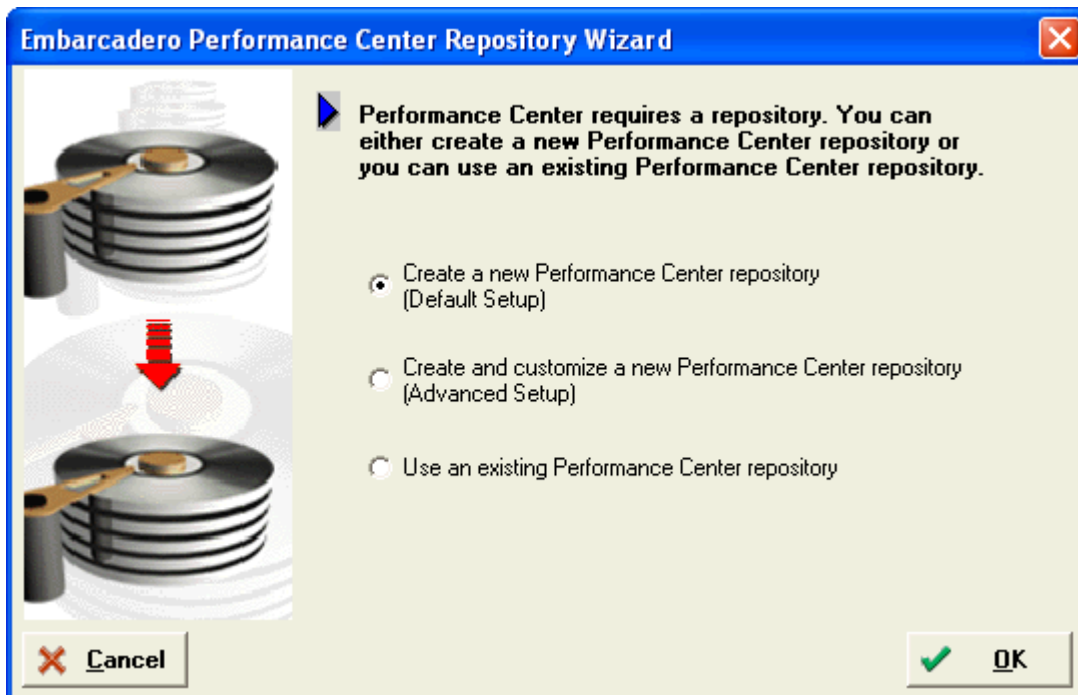 Embarcadero Performance Center Repository Wizard
Performance Center requires a repository. You can
either create a new Performance Center repository or
you can use an existing Performance Center repository.
Create a new Performance Center repository
(Default Setup)
Create and customize a new Performance Center repository
(Advanced Setup)
Use an existing Performance Center repository
Cancel
OK